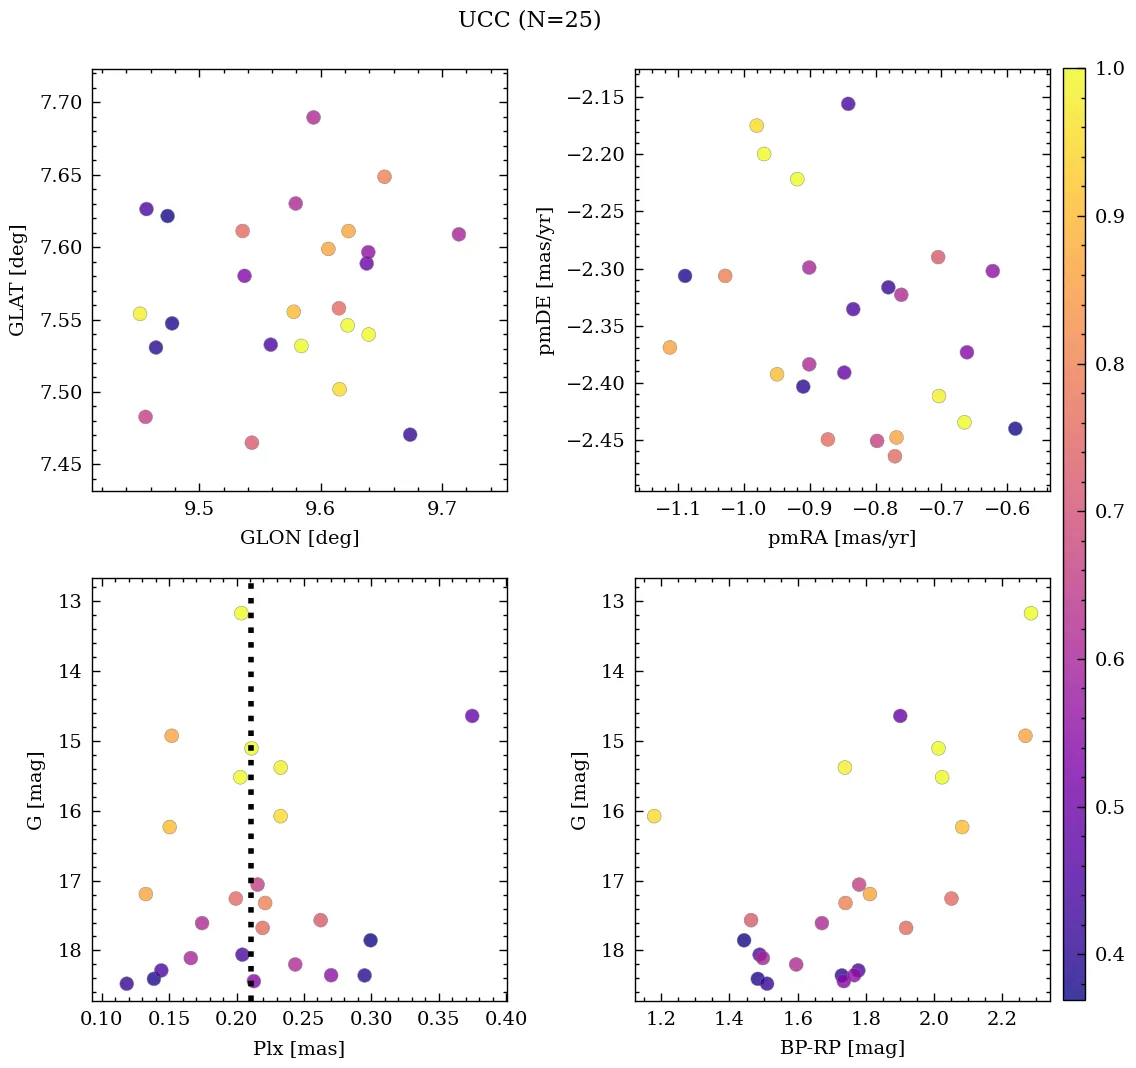 UCC (N=25)
7.70
7.65
7.60
7.55
7.50
7.45
GLAT [deg]
9.5 9.6 9.7
GLON [deg]
−2.15
−2.20
−2.25
−2.30
−2.35
−2.40
−2.45
pmDE [mas/yr]
−1.1 −1.0 −0.9 −0.8 −0.7 −0.6
pmRA [mas/yr]
13
14
15
16
17
18
G [mag]
0.10 0.15 0.20 0.25 0.30 0.35 0.40
Plx [mas]
13
14
15
16
17
18
G [mag]
1.2 1.4 1.6 1.8 2.0 2.2
BP-RP [mag]
1.0
0.9
0.8
0.7
0.6
0.5
0.4